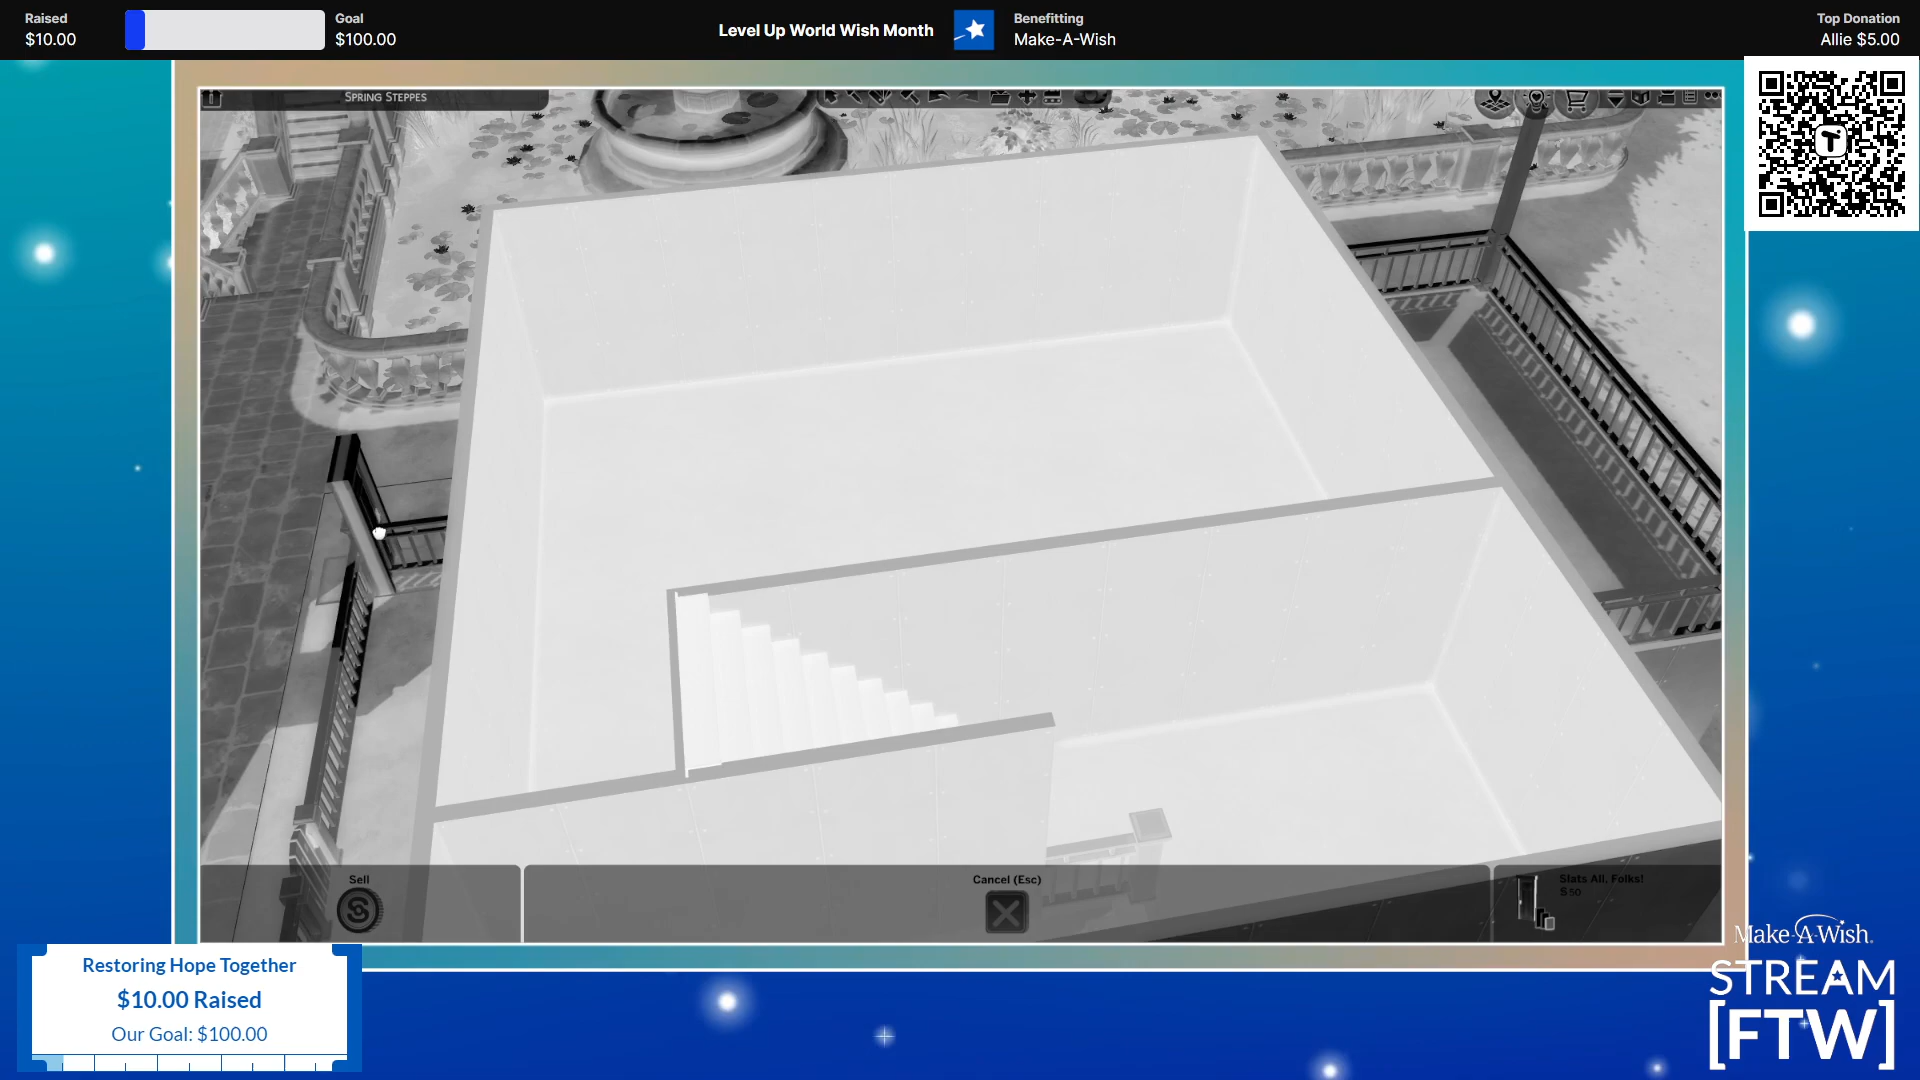 Raised
$10.00
Goal
$100.00
Level Up World Wish Month
Benefitting
Make-A-Wish
Top Donation
Allie $5.00
Spring Steppes
Sell
Cancel (Esc)
Slats All, Folks!
$50
Restoring Hope Together
$10.00 Raised
Our Goal: $100.00
Make-A-Wish.
STREAM
[FTW]